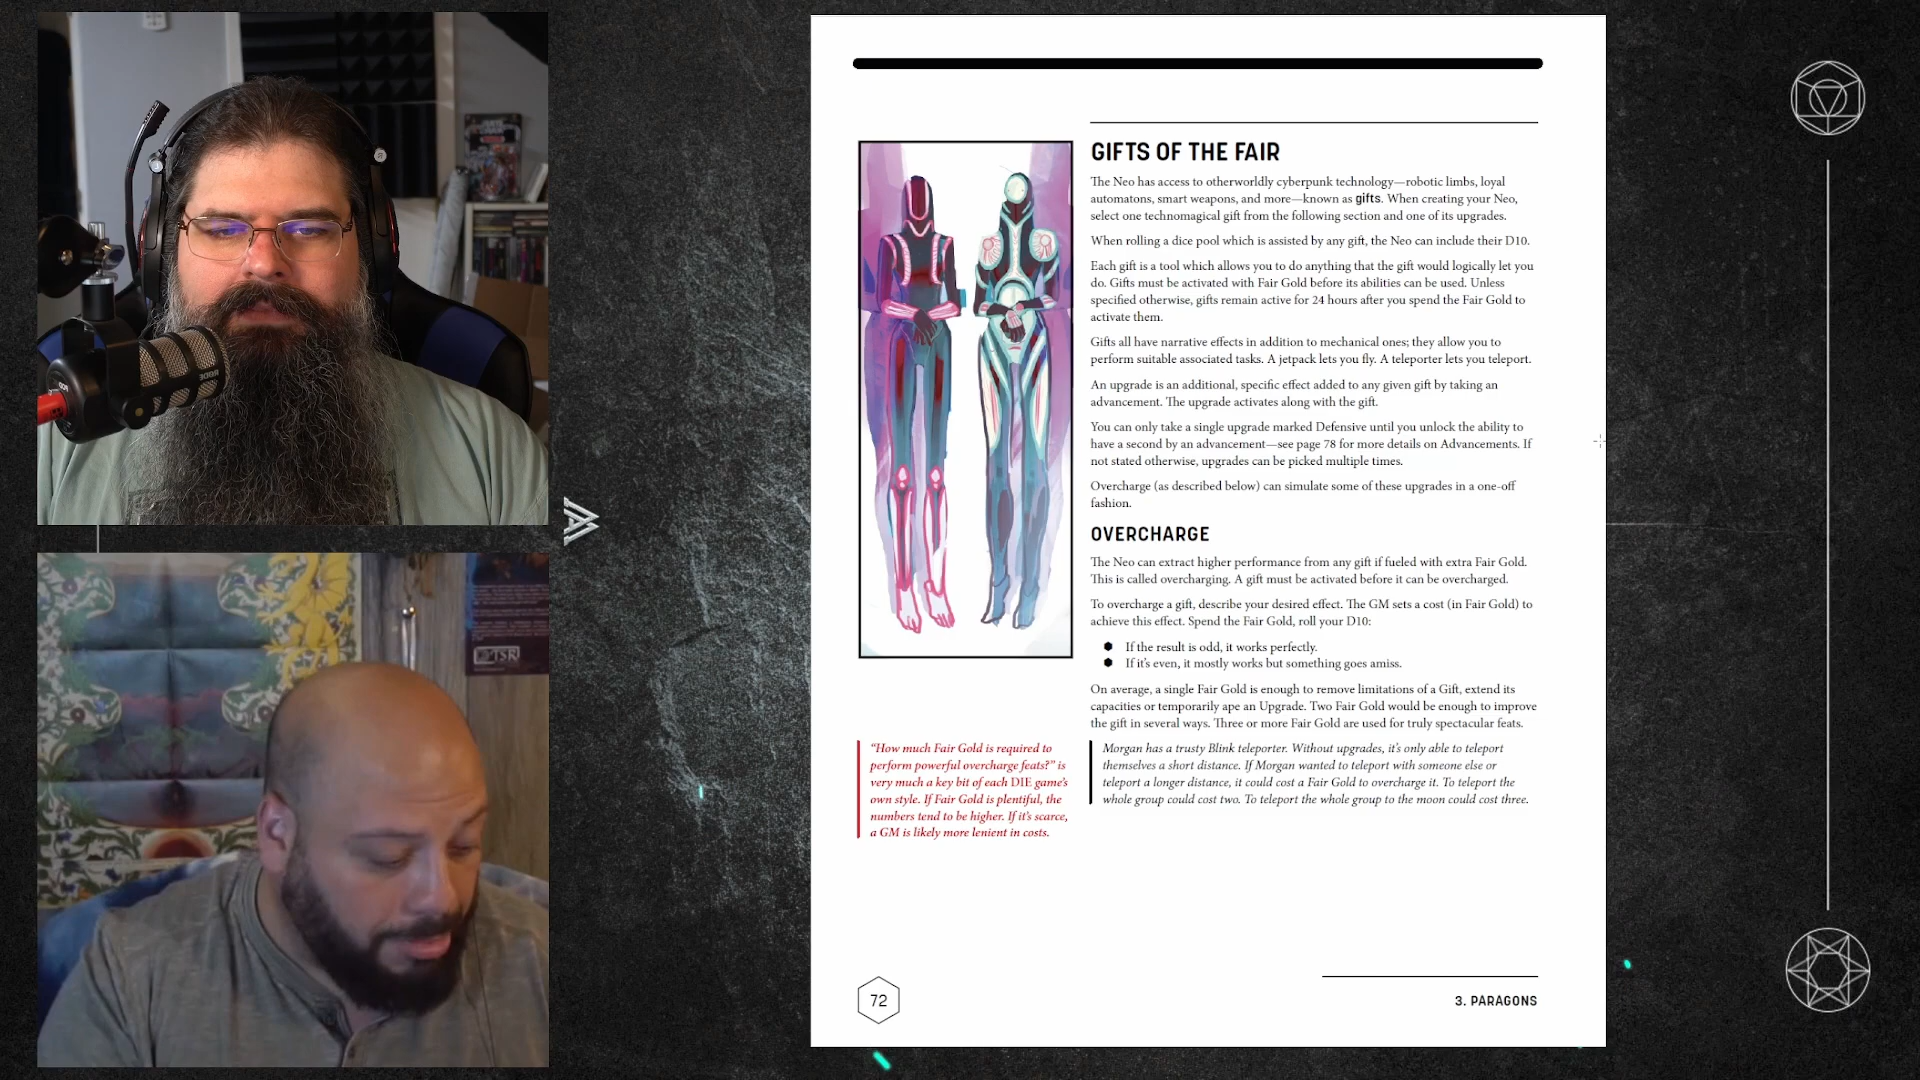 RODE
TSR
GIFTS OF THE FAIR
The Neo has access to otherworldly cyberpunk technology—robotic limbs, loyal
automatons, smart weapons, and more—known as gifts. When creating your Neo,
select one technomagical gift from the following section and one of its upgrades.
When rolling a dice pool which is assisted by any gift, the Neo can include their D10.
Each gift is a tool which allows you to do anything that the gift would logically let you
do. Gifts must be activated with Fair Gold before its abilities can be used. Unless
specified otherwise, gifts remain active for 24 hours after you spend the Fair Gold to
activate them.
Gifts all have narrative effects in addition to mechanical ones; they allow you to
perform suitable associated tasks. A jetpack lets you fly. A teleporter lets you teleport.
An upgrade is an additional, specific effect added to any given gift by taking an
advancement. The upgrade activates along with the gift.
You can only take a single upgrade marked Defensive until you unlock the ability to
have a second by an advancement—see page 78 for more details on Advancements. If
not stated otherwise, upgrades can be picked multiple times.
Overcharge (as described below) can simulate some of these upgrades in a one-off
fashion.
OVERCHARGE
The Neo can extract higher performance from any gift if fueled with extra Fair Gold.
This is called overcharging. A gift must be activated before it can be overcharged.
To overcharge a gift, describe your desired effect. The GM sets a cost (in Fair Gold) to
achieve this effect. Spend the Fair Gold, roll your D10:
If the result is odd, it works perfectly.
If it's even, it mostly works but something goes amiss.
On average, a single Fair Gold is enough to remove limitations of a Gift, extend its
capacities or temporarily ape an Upgrade. Two Fair Gold would be enough to improve
the gift in several ways. Three or more Fair Gold are used for truly spectacular feats.
"How much Fair Gold is required to
perform powerful overcharge feats?" is
very much a key bit of each DIE game's
own style. If Fair Gold is plentiful, the
numbers tend to be higher. If it's scarce,
a GM is likely more lenient in costs.
Morgan has a trusty Blink teleporter. Without upgrades, it's only able to teleport
themselves a short distance. If Morgan wanted to teleport with someone else or
teleport a longer distance, it could cost a Fair Gold to overcharge it. To teleport the
whole group could cost two. To teleport the whole group to the moon could cost three.
72
3. PARAGONS